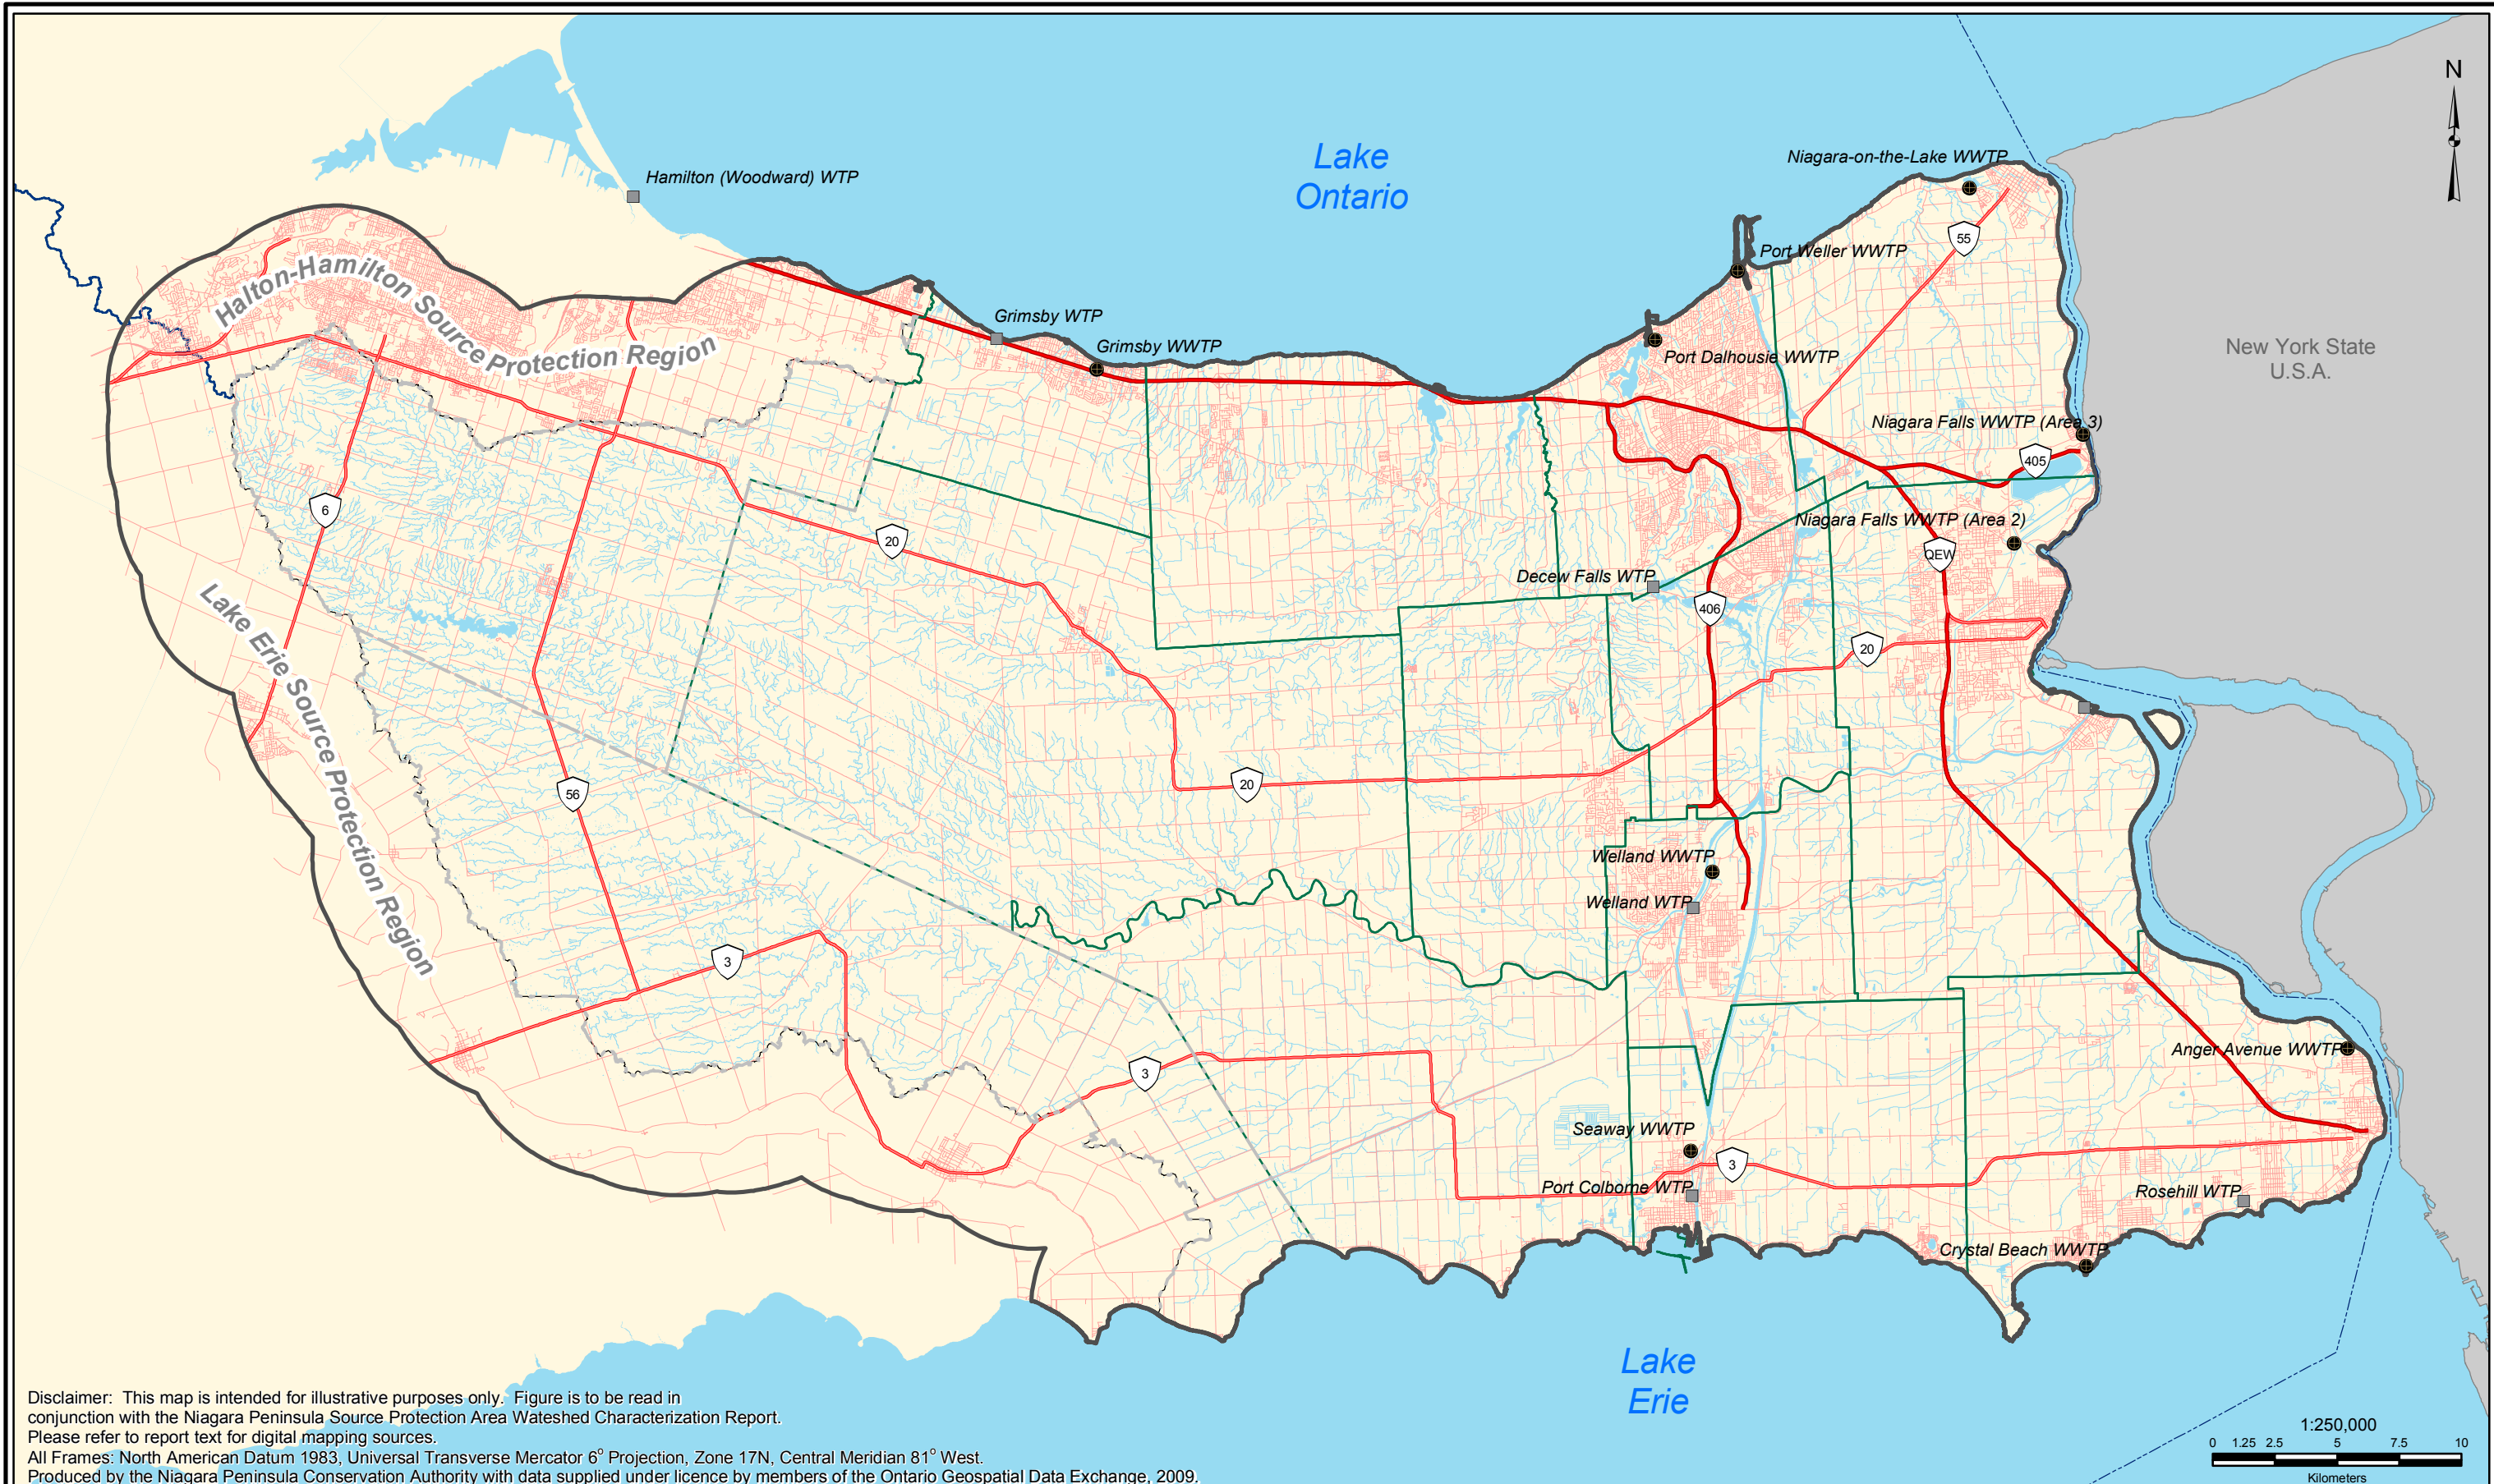 N
Lake
Ontario
Hamilton (Woodward) WTP
Niagara-on-the-Lake WWTP
55
Port Weller WWTP
Halton-Hamilton Source Protection Region
Grimsby WTP
Grimsby WWTP
Port Dalhousie WWTP
New York State
U.S.A.
Niagara Falls WWTP (Area 3)
405
6
20
Niagara Falls WWTP (Area 2)
QEW
Decew Falls WTP
406
20
Lake Erie Source Protection Region
56
20
Welland WWTP
Welland WTP
3
3
Anger Avenue WWTP
Seaway WWTP
3
Port Colborne WTP
Rosehill WTP
Crystal Beach WWTP
Lake
Erie
Disclaimer: This map is intended for illustrative purposes only. Figure is to be read in
conjunction with the Niagara Peninsula Source Protection Area Wateshed Characterization Report.
Please refer to report text for digital mapping sources.
All Frames: North American Datum 1983, Universal Transverse Mercator 6° Projection, Zone 17N, Central Meridian 81° West.
Produced by the Niagara Peninsula Conservation Authority with data supplied under licence by members of the Ontario Geospatial Data Exchange, 2009.
1:250,000
0 1.25 2.5 5 7.5 10
Kilometers